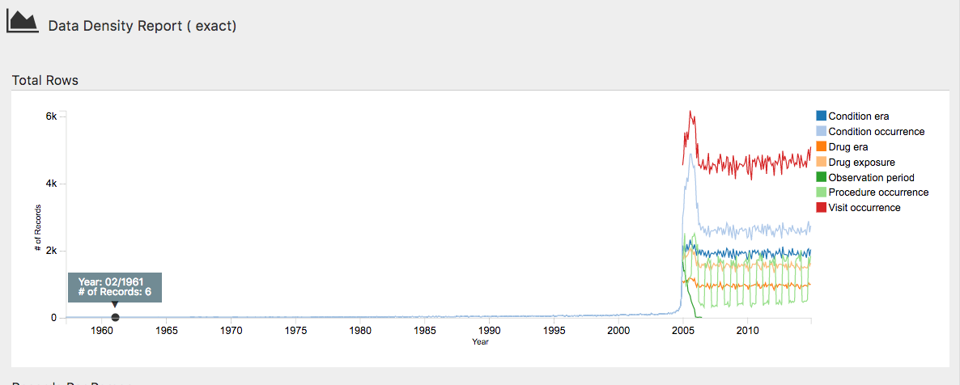 Data Density Report ( exact)
Total Rows
6k
4k
2k
0
# of Records
Year: 02/1961
# of Records: 6
1960 1965 1970 1975 1980 1985 1990 1995 2000 2005 2010
Year
Condition era
Condition occurrence
Drug era
Drug exposure
Observation period
Procedure occurrence
Visit occurrence